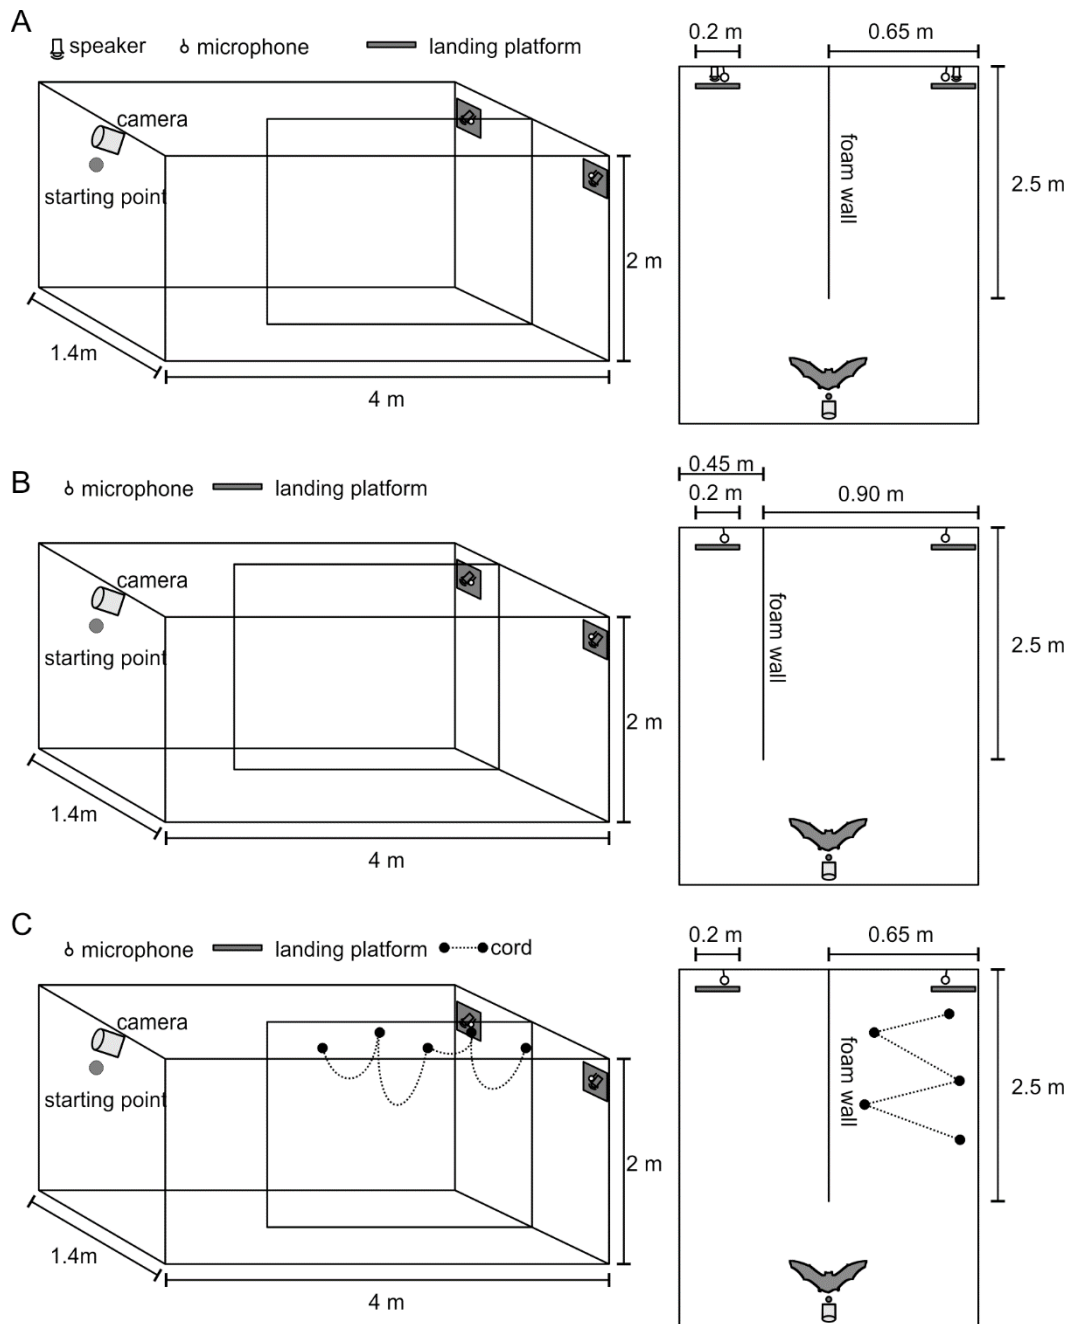 A
speaker microphone landing platform
0.2 m 0.65 m
camera
starting point
foam wall
2.5 m
2 m
1.4m
4 m
B
microphone landing platform
0.45 m
0.2 m 0.90 m
camera
starting point
foam wall
2.5 m
2 m
1.4m
4 m
C
microphone landing platform cord
0.2 m 0.65 m
camera
starting point
foam wall
2.5 m
2 m
1.4m
4 m